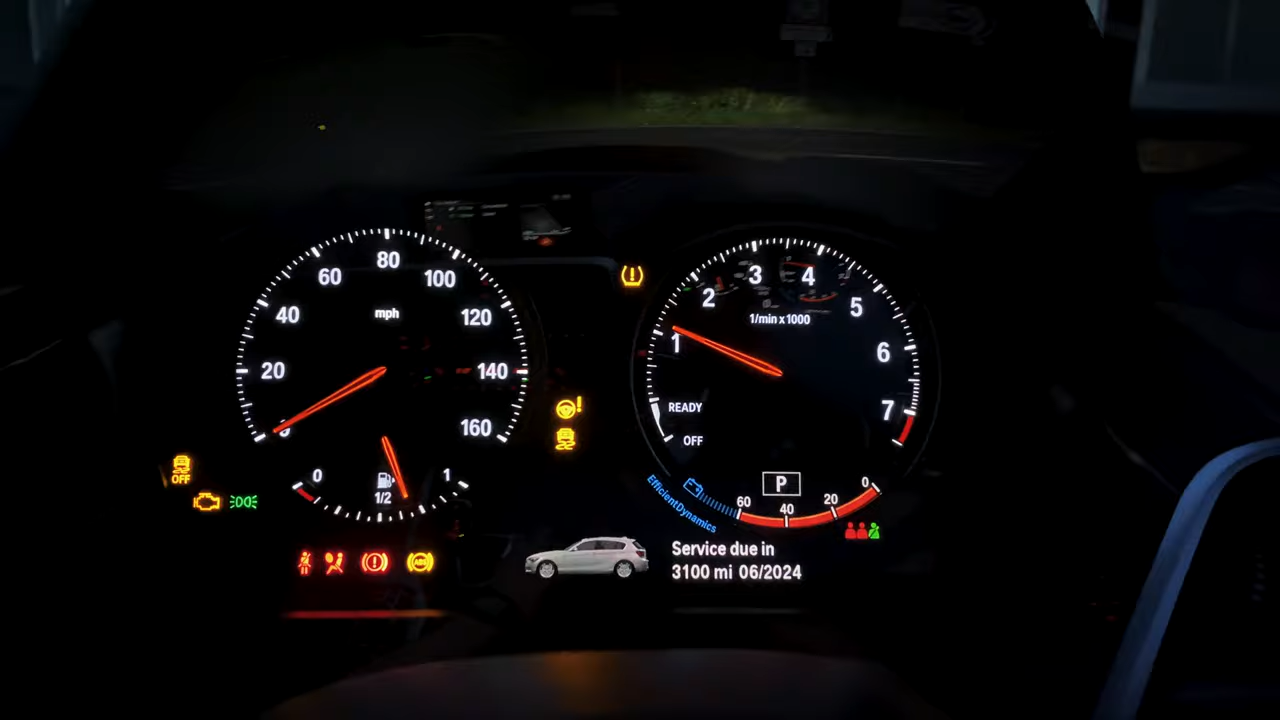 80
60
100
40
mph
120
20
140
0
160
0
1
1/2
OFF
ABS
3
4
2
5
1/min x 1000
1
6
READY
7
OFF
P
0
60
20
40
EfficientDynamics
Service due in
3100 mi 06/2024